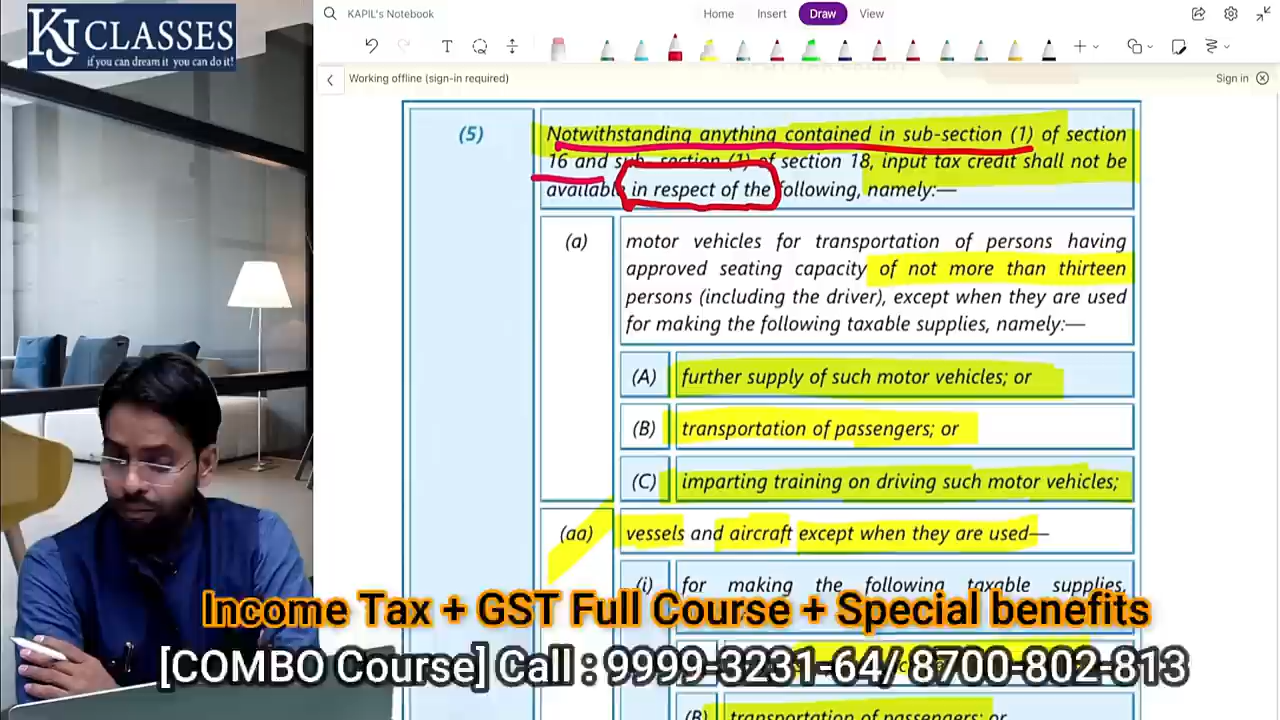 KJ CLASSES
if you can dream it you can do it!
KAPIL's Notebook
Home Insert Draw View
Working offline (sign-in required)
Sign in
(5) Notwithstanding anything contained in sub-section (1) of section
16 and sub- section (1) of section 18, input tax credit shall not be
available in respect of the following, namely:—
(a) motor vehicles for transportation of persons having
approved seating capacity of not more than thirteen
persons (including the driver), except when they are used
for making the following taxable supplies, namely:—
(A) further supply of such motor vehicles; or
(B) transportation of passengers; or
(C) imparting training on driving such motor vehicles;
(aa) vessels and aircraft except when they are used—
(i) for making the following taxable supplies,
Income Tax + GST Full Course + Special benefits
[COMBO Course] Call : 9999-3231-64/ 8700-802-813
(B) transportation of passengers; or